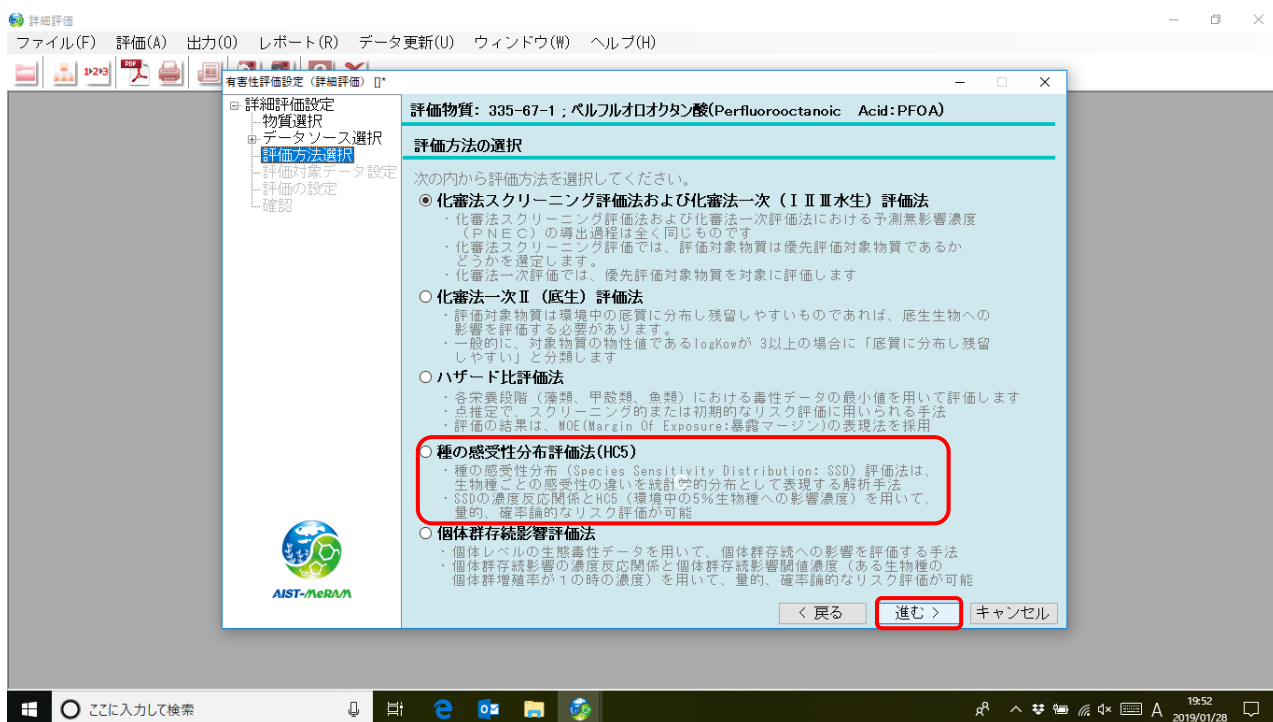 詳細評価
ファイル(F) 評価(A) 出力(O) レポート(R) データ更新(U) ウィンドウ(W) ヘルプ(H)
1▸2▸3 PDF
有害性評価設定（詳細評価） []*
詳細評価設定
物質選択
データソース選択
評価方法選択
評価対象データ設定
評価の設定
確認
AIST-MeRAM
評価物質: 335-67-1 ; ペルフルオロオクタン酸(Perfluorooctanoic Acid:PFOA)
評価方法の選択
次の内から評価方法を選択してください。
化審法スクリーニング評価法および化審法一次（ⅠⅡⅢ水生）評価法
・化審法スクリーニング評価法および化審法一次評価法における予測無影響濃度
（ＰＮＥＣ）の導出過程は全く同じものです
・化審法スクリーニング評価では、評価対象物質は優先評価対象物質であるか
どうかを選定します。
・化審法一次評価では、優先評価対象物質を対象に評価します
化審法一次Ⅱ（底生）評価法
・評価対象物質は環境中の底質に分布し残留しやすいものであれば、底生生物への
影響を評価する必要があります。
・一般的に、対象物質の物性値であるlogKowが 3以上の場合に「底質に分布し残留
しやすい」と分類します
ハザード比評価法
・各栄養段階（藻類、甲殻類、魚類）における毒性データの最小値を用いて評価します
・点推定で、スクリーニング的または初期的なリスク評価に用いられる手法
・評価の結果は、MOE(Margin Of Exposure:暴露マージン)の表現法を採用
種の感受性分布評価法(HC5)
・種の感受性分布（Species Sensitivity Distribution: SSD）評価法は、
生物種ごとの感受性の違いを統計学的分布として表現する解析手法
・SSDの濃度反応関係とHC5（環境中の5%生物種への影響濃度）を用いて、
量的、確率論的なリスク評価が可能
個体群存続影響評価法
・個体レベルの生態毒性データを用いて、個体群存続への影響を評価する手法
・個体群存続影響の濃度反応関係と個体群存続影響閾値濃度（ある生物種の
個体群増殖率が１の時の濃度）を用いて、量的、確率論的なリスク評価が可能
< 戻る 進む > キャンセル
ここに入力して検索
A 19:52
2019/01/28